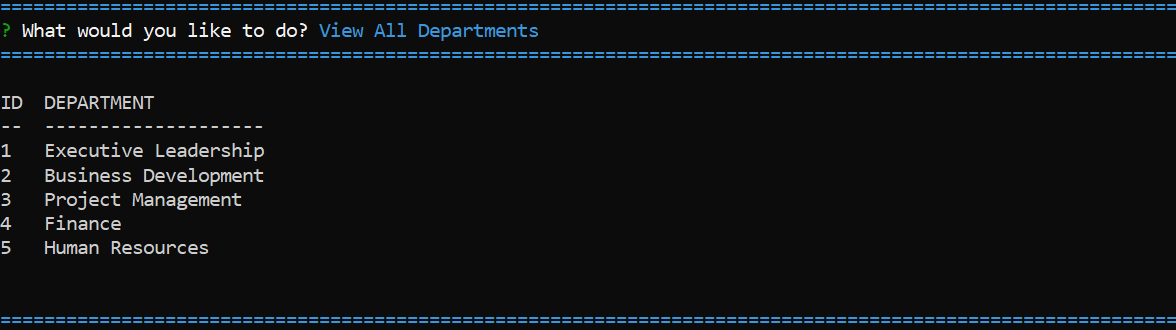 ================================================================================================================
? What would you like to do? View All Departments
================================================================================================================
ID  DEPARTMENT
--  --------------------
1   Executive Leadership
2   Business Development
3   Project Management
4   Finance
5   Human Resources
================================================================================================================